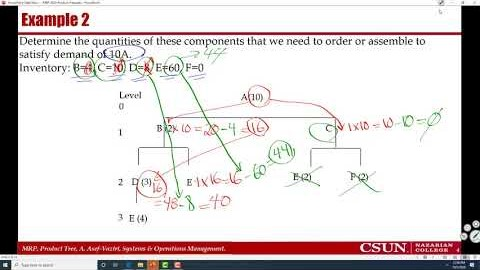 Example 2
Determine the quantities of these components that we need to order or assemble to
satisfy demand of 10A. 44
Inventory: B=4, C=10, D=8, E=60, F=0
Level A (10)
0
1 B(2) x10=20-4=16 C 1x10=10-10=0
44
2 D (3) E 1x16=16-60= E (2) F (2)
16
=48-8=40
3 E (4)
MRP, Product Tree, A. Asef-Vaziri, Systems & Operations Management.
CSUN NAZARIAN COLLEGE 4